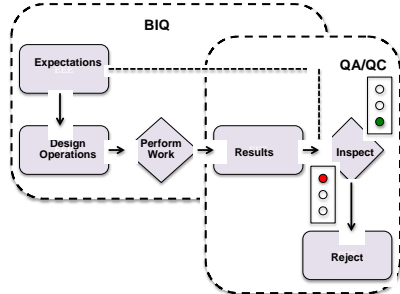 BIQ
QA/QC
Expectations
Design
Operations
Perform
Work
Results
Inspect
Reject